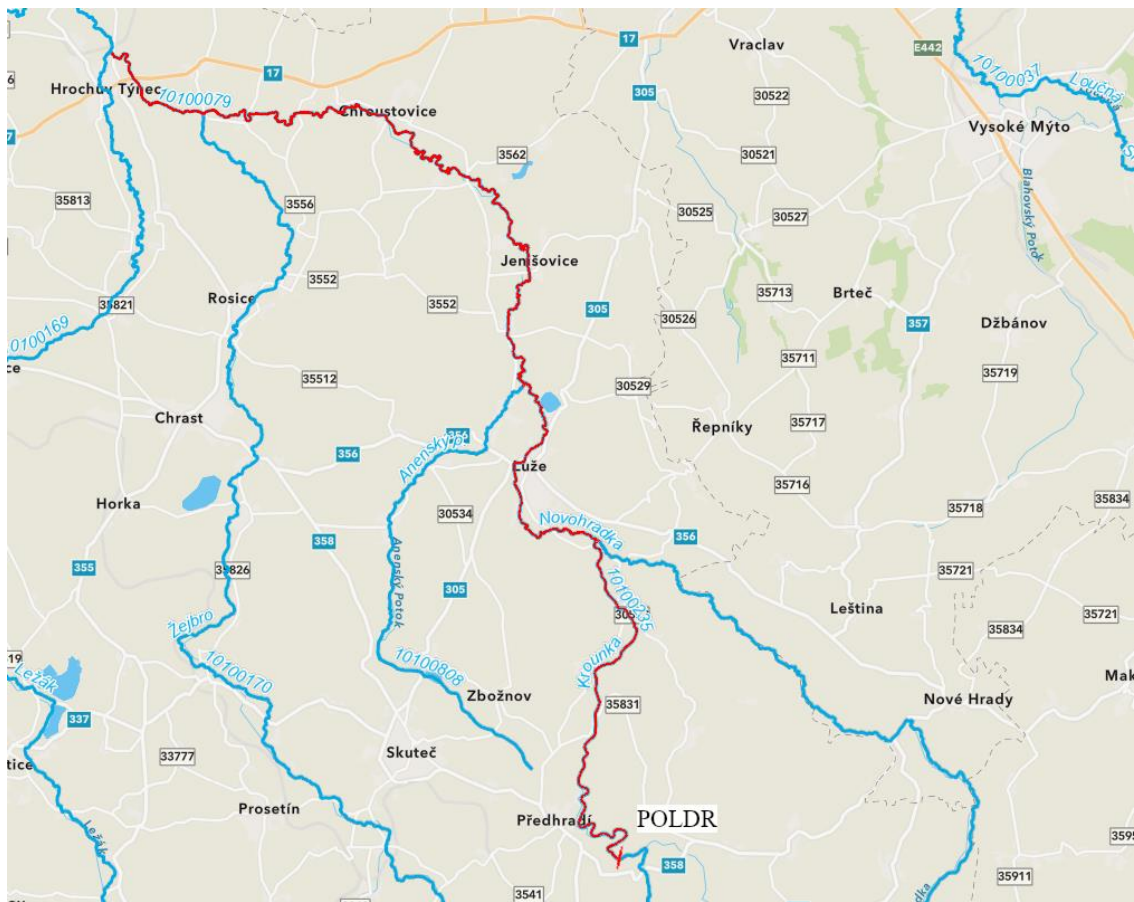 17
17
305
Vraclav
E442
30522
10100037
Loučná
Hrochův Týnec
10100079
Chroustovice
Vysoké Mýto
3562
30521
Blahovský Potok
35813
3556
30525
30527
Jenišovice
Rosice
3552
3552
35821
10100169
305
30526
35713
Brteč
357
Džbánov
35711
35719
35512
30529
Chrast
356
356
Anenský p.
Luže
Řepníky
35717
35716
Horka
30534
Novohradka
358
356
35718
35834
355
35826
Anenský Potok
305
10100235
35721
Leština
35721
35834
Žejbro
10100170
10100808
Krounka
Zbožnov
35831
Nové Hrady
Mak
Ležák
337
33777
Skuteč
Prosetín
Předhradí
POLDR
Ležák
358
3541
35911